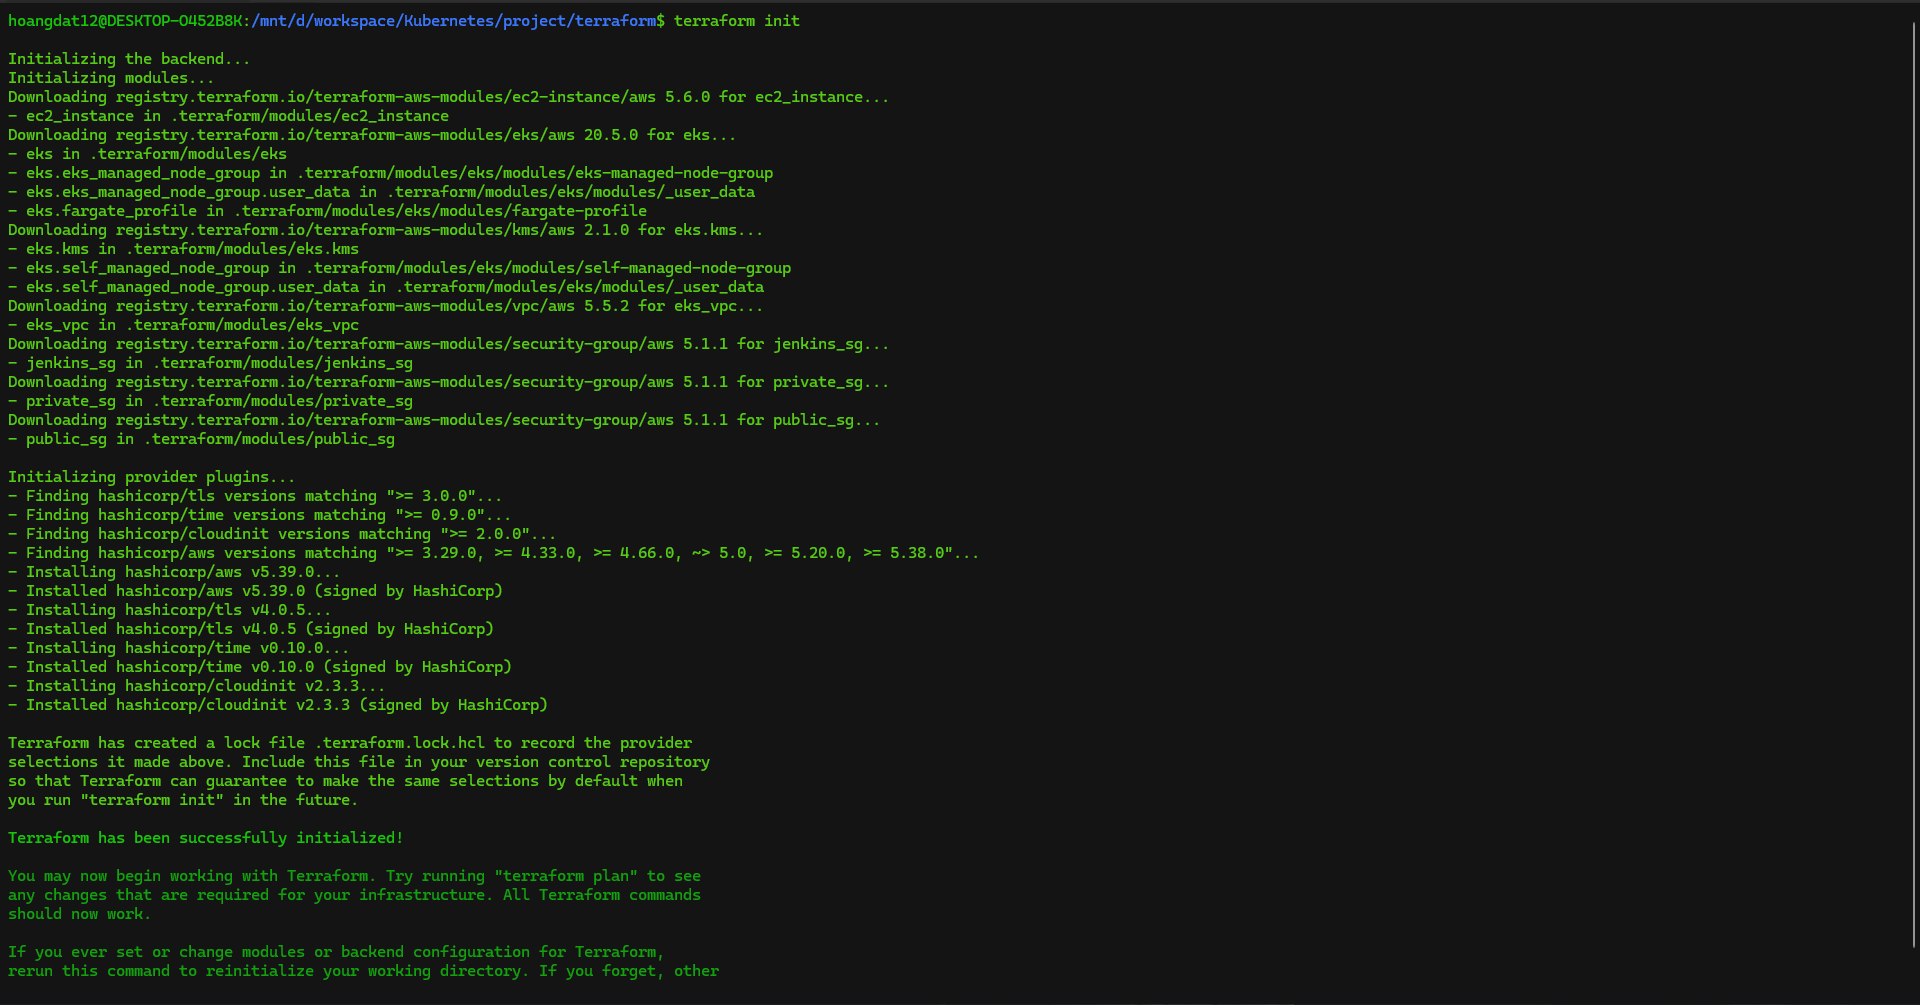 hoangdat12@DESKTOP-O452B8K:/mnt/d/workspace/Kubernetes/project/terraform$ terraform init
Initializing the backend...
Initializing modules...
Downloading registry.terraform.io/terraform-aws-modules/ec2-instance/aws 5.6.0 for ec2_instance...
- ec2_instance in .terraform/modules/ec2_instance
Downloading registry.terraform.io/terraform-aws-modules/eks/aws 20.5.0 for eks...
- eks in .terraform/modules/eks
- eks.eks_managed_node_group in .terraform/modules/eks/modules/eks-managed-node-group
- eks.eks_managed_node_group.user_data in .terraform/modules/eks/modules/_user_data
- eks.fargate_profile in .terraform/modules/eks/modules/fargate-profile
Downloading registry.terraform.io/terraform-aws-modules/kms/aws 2.1.0 for eks.kms...
- eks.kms in .terraform/modules/eks.kms
- eks.self_managed_node_group in .terraform/modules/eks/modules/self-managed-node-group
- eks.self_managed_node_group.user_data in .terraform/modules/eks/modules/_user_data
Downloading registry.terraform.io/terraform-aws-modules/vpc/aws 5.5.2 for eks_vpc...
- eks_vpc in .terraform/modules/eks_vpc
Downloading registry.terraform.io/terraform-aws-modules/security-group/aws 5.1.1 for jenkins_sg...
- jenkins_sg in .terraform/modules/jenkins_sg
Downloading registry.terraform.io/terraform-aws-modules/security-group/aws 5.1.1 for private_sg...
- private_sg in .terraform/modules/private_sg
Downloading registry.terraform.io/terraform-aws-modules/security-group/aws 5.1.1 for public_sg...
- public_sg in .terraform/modules/public_sg
Initializing provider plugins...
- Finding hashicorp/tls versions matching ">= 3.0.0"...
- Finding hashicorp/time versions matching ">= 0.9.0"...
- Finding hashicorp/cloudinit versions matching ">= 2.0.0"...
- Finding hashicorp/aws versions matching ">= 3.29.0, >= 4.33.0, >= 4.66.0, ~> 5.0, >= 5.20.0, >= 5.38.0"...
- Installing hashicorp/aws v5.39.0...
- Installed hashicorp/aws v5.39.0 (signed by HashiCorp)
- Installing hashicorp/tls v4.0.5...
- Installed hashicorp/tls v4.0.5 (signed by HashiCorp)
- Installing hashicorp/time v0.10.0...
- Installed hashicorp/time v0.10.0 (signed by HashiCorp)
- Installing hashicorp/cloudinit v2.3.3...
- Installed hashicorp/cloudinit v2.3.3 (signed by HashiCorp)
Terraform has created a lock file .terraform.lock.hcl to record the provider
selections it made above. Include this file in your version control repository
so that Terraform can guarantee to make the same selections by default when
you run "terraform init" in the future.
Terraform has been successfully initialized!
You may now begin working with Terraform. Try running "terraform plan" to see
any changes that are required for your infrastructure. All Terraform commands
should now work.
If you ever set or change modules or backend configuration for Terraform,
rerun this command to reinitialize your working directory. If you forget, other